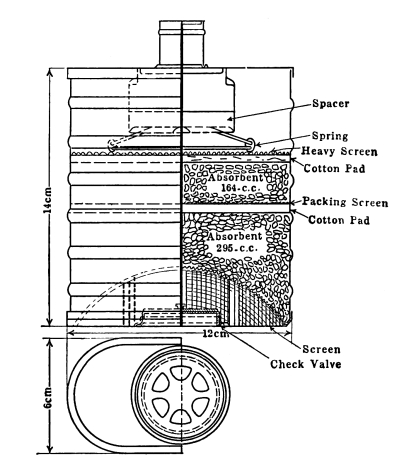 Spacer
Spring
Heavy Screen
Cotton Pad
Absorbent
164-c.c.
Packing Screen
Cotton Pad
Absorbent
295-c.c.
14cm
Screen
12cm
Check Valve
6cm